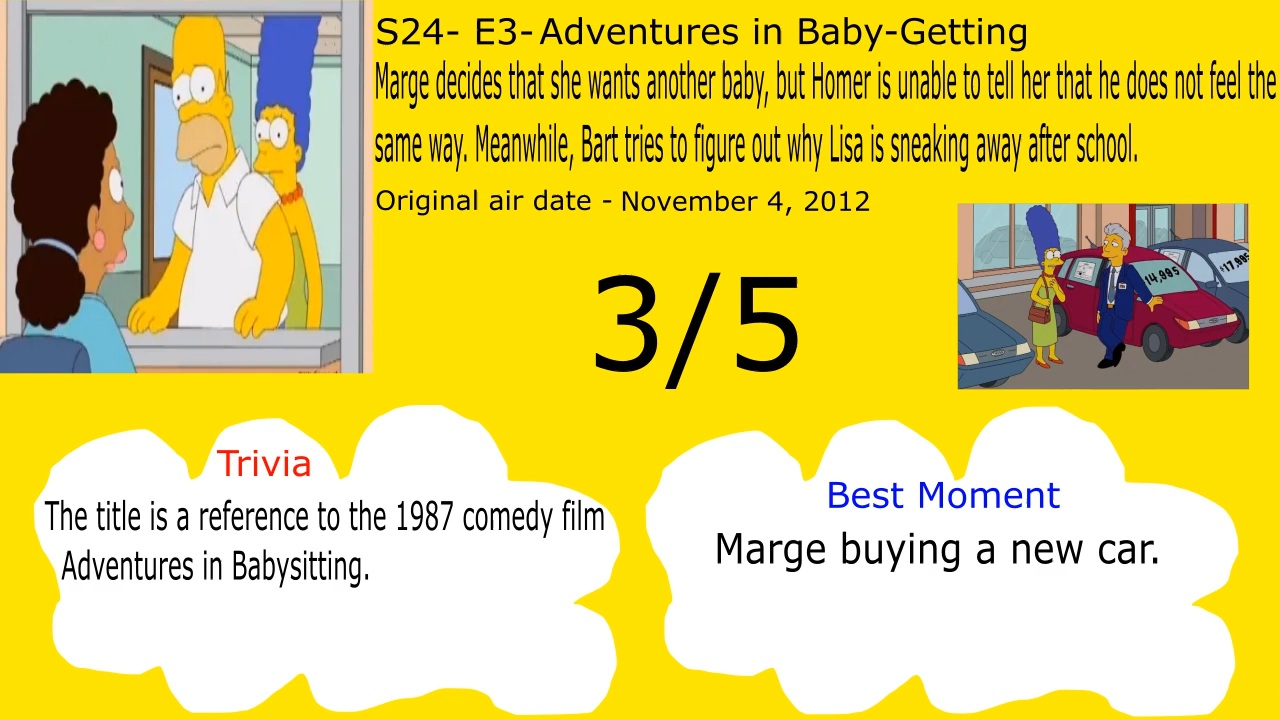 S24- E3-Adventures in Baby-Getting
Marge decides that she wants another baby, but Homer is unable to tell her that he does not feel the
same way. Meanwhile, Bart tries to figure out why Lisa is sneaking away after school.
Original air date - November 4, 2012
3/5
14,995
$17,995
Trivia
The title is a reference to the 1987 comedy film
Adventures in Babysitting.
Best Moment
Marge buying a new car.